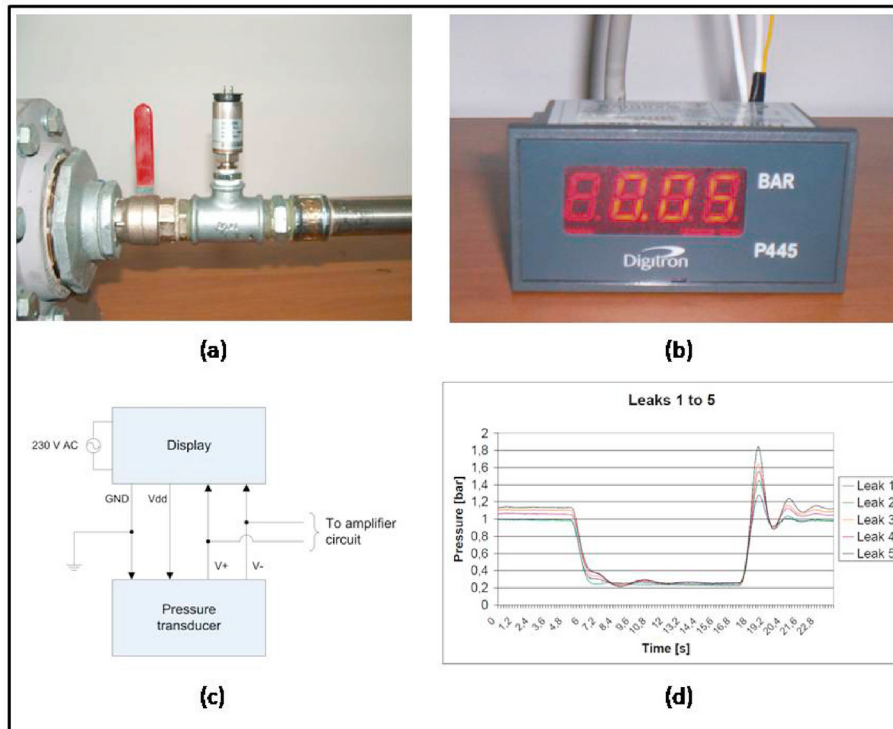 (a)
0.05
BAR
P445
Digitron
(b)
230 V AC
Display
GND
Vdd
V+
V-
To amplifier
circuit
Pressure
transducer
(c)
Leaks 1 to 5
Pressure [bar]
2
1,8
1,6
1,4
1,2
1
0,8
0,6
0,4
0,2
0
0
1,2
2,4
3,6
4,8
6
7,2
8,4
9,6
10,8
12
13,2
14,4
15,6
16,8
18
19,2
20,4
21,6
22,8
Time [s]
Leak 1
Leak 2
Leak 3
Leak 4
Leak 5
(d)